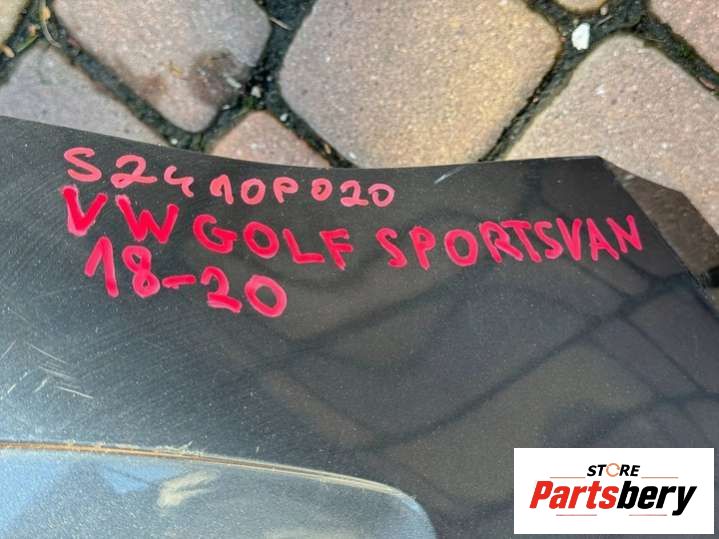 S2410P020
VW GOLF SPORTSVAN
18-20
STORE
Partsbery